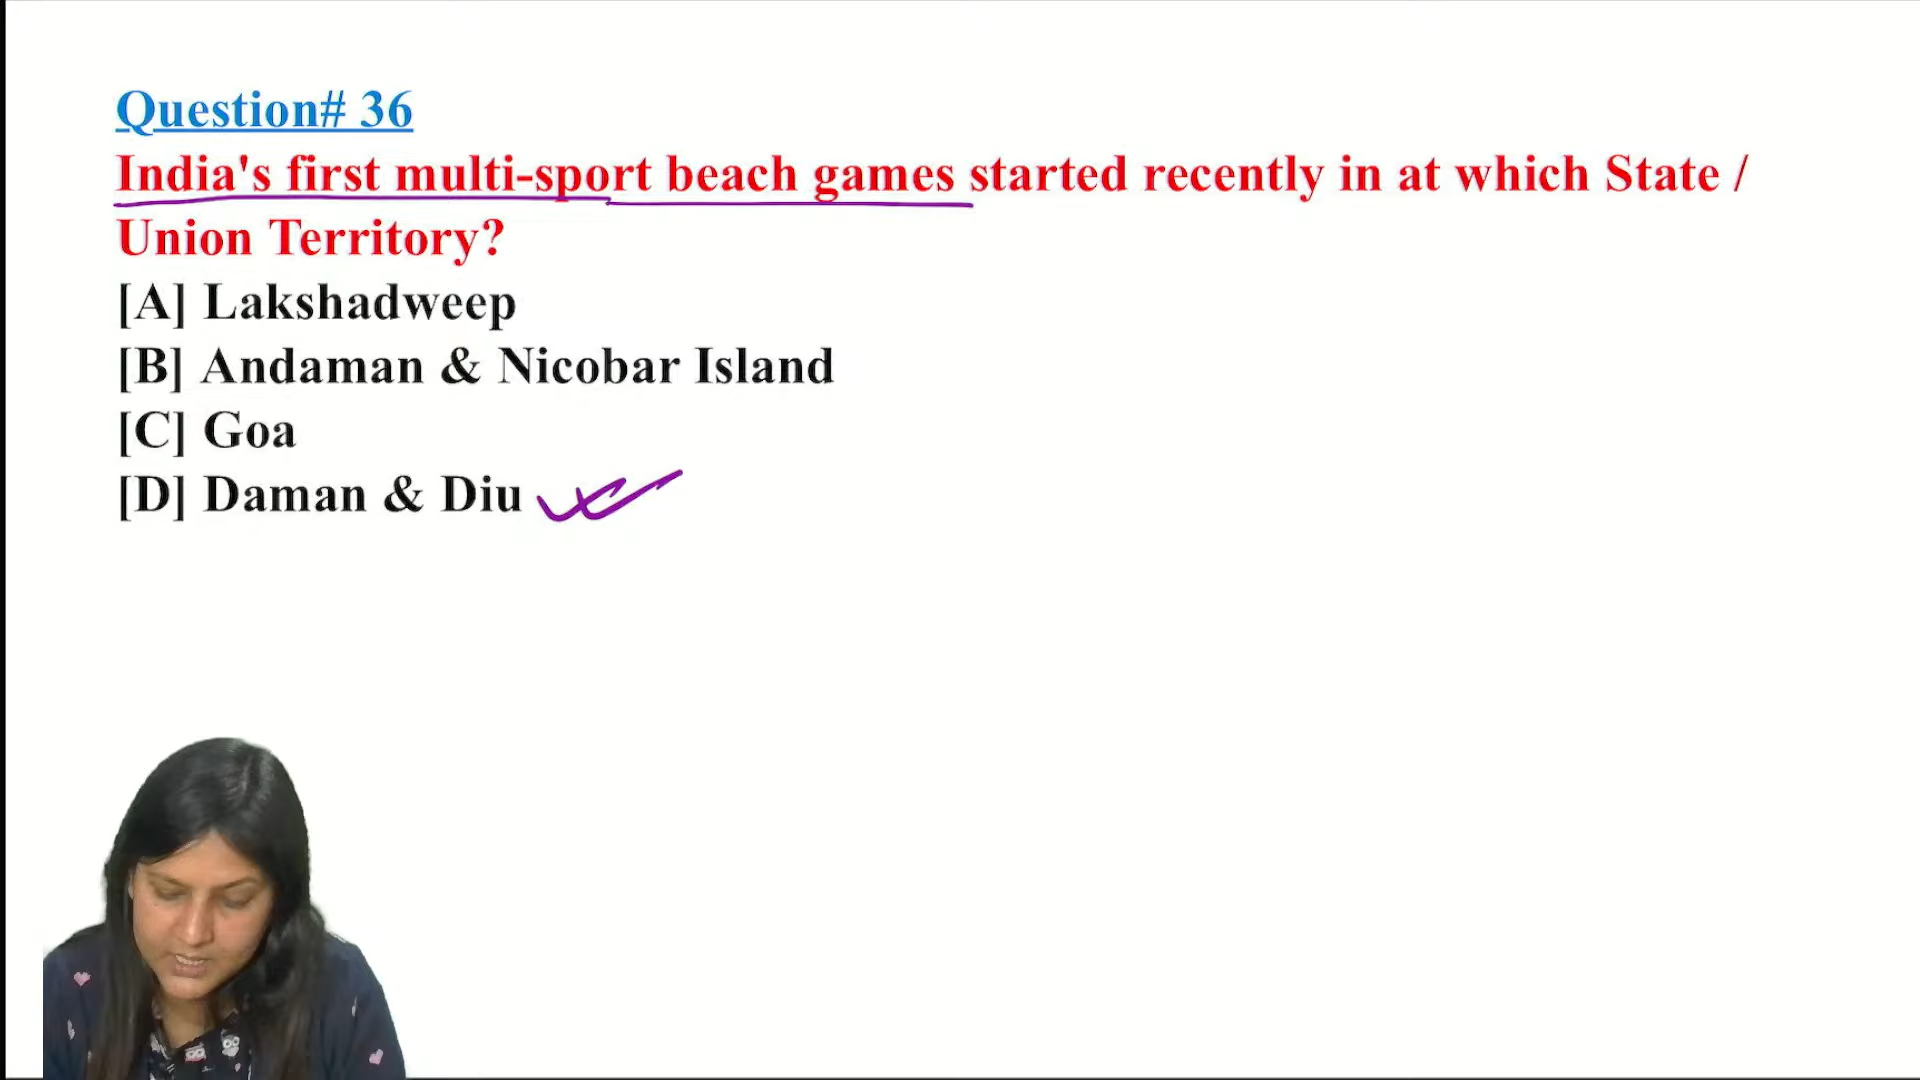 Question# 36
India's first multi-sport beach games started recently in at which State /
Union Territory?
[A] Lakshadweep
[B] Andaman & Nicobar Island
[C] Goa
[D] Daman & Diu